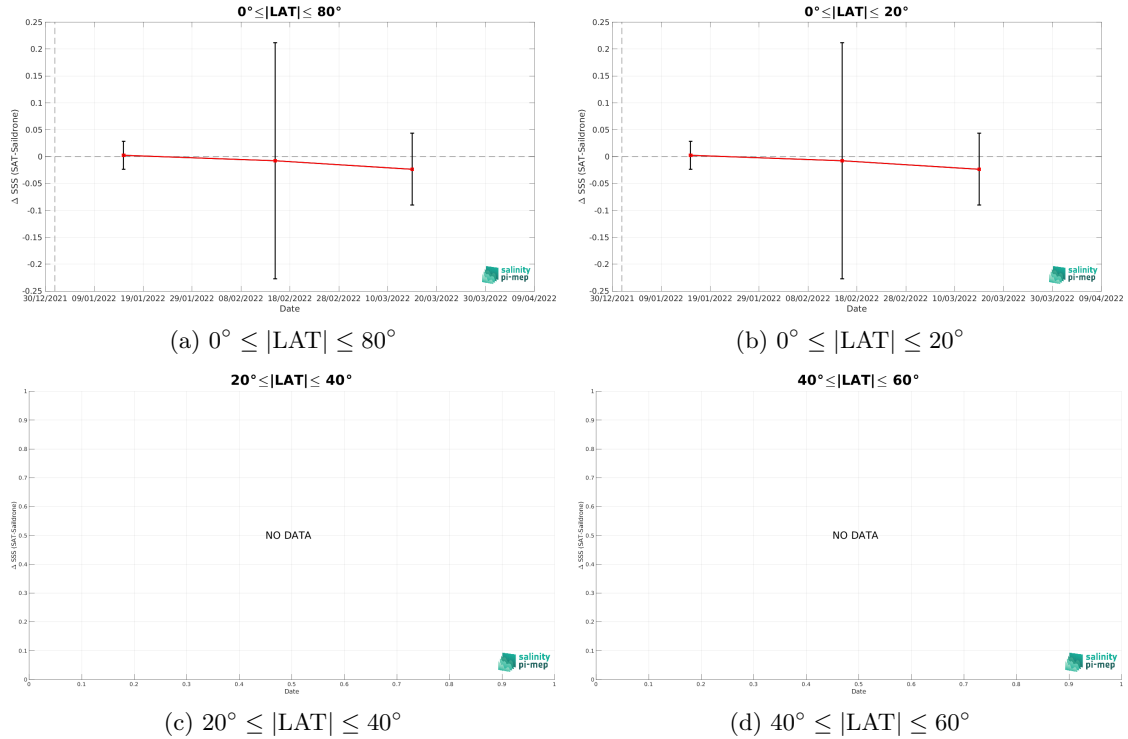 0°≤|LAT|≤ 80°
0.25
0.2
0.15
0.1
0.05
0
-0.05
-0.1
-0.15
-0.2
-0.25
Δ SSS (SAT-Saildrone)
30/12/2021 09/01/2022 19/01/2022 29/01/2022 08/02/2022 18/02/2022 28/02/2022 10/03/2022 20/03/2022 30/03/2022 09/04/2022
Date
salinity
pi-mep
(a) 0° ≤ |LAT| ≤ 80°
0°≤|LAT|≤ 20°
0.25
0.2
0.15
0.1
0.05
0
-0.05
-0.1
-0.15
-0.2
-0.25
Δ SSS (SAT-Saildrone)
30/12/2021 09/01/2022 19/01/2022 29/01/2022 08/02/2022 18/02/2022 28/02/2022 10/03/2022 20/03/2022 30/03/2022 09/04/2022
Date
salinity
pi-mep
(b) 0° ≤ |LAT| ≤ 20°
20°≤|LAT|≤ 40°
1
0.9
0.8
0.7
0.6
0.5
0.4
0.3
0.2
0.1
0
Δ SSS (SAT-Saildrone)
NO DATA
0 0.1 0.2 0.3 0.4 0.5 0.6 0.7 0.8 0.9 1
Date
salinity
pi-mep
(c) 20° ≤ |LAT| ≤ 40°
40°≤|LAT|≤ 60°
1
0.9
0.8
0.7
0.6
0.5
0.4
0.3
0.2
0.1
0
Δ SSS (SAT-Saildrone)
NO DATA
0 0.1 0.2 0.3 0.4 0.5 0.6 0.7 0.8 0.9 1
Date
salinity
pi-mep
(d) 40° ≤ |LAT| ≤ 60°